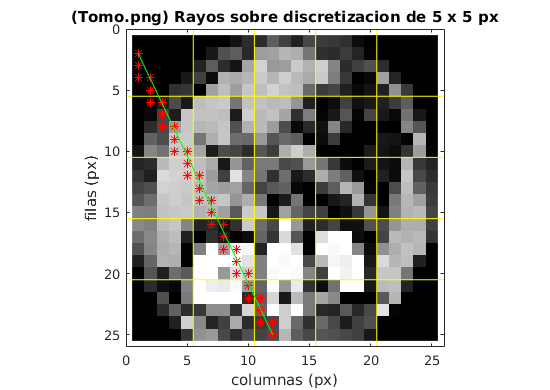 (Tomo.png) Rayos sobre discretizacion de 5 x 5 px
0
5
10
15
20
25
filas (px)
0 5 10 15 20 25
columnas (px)